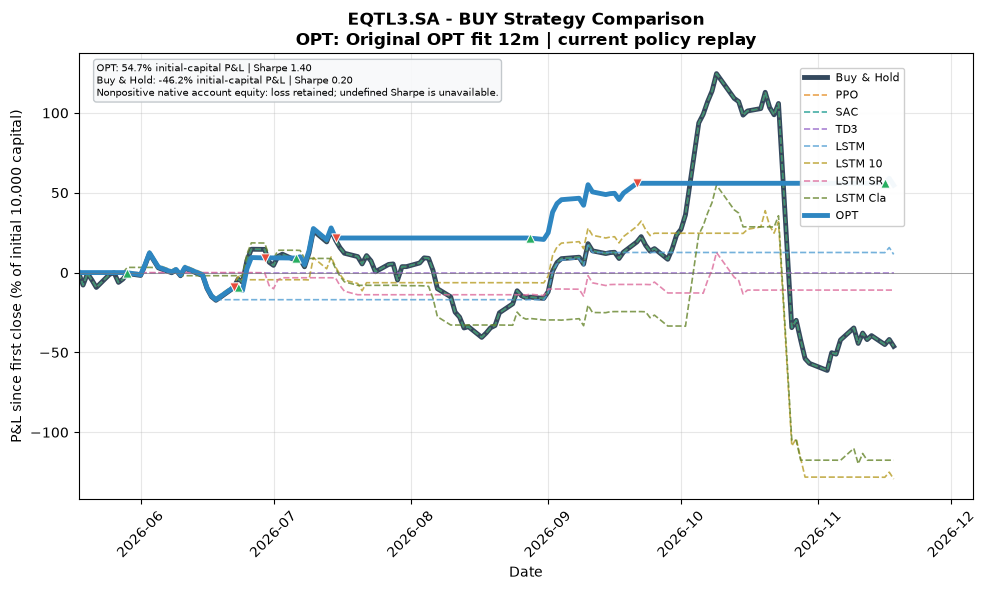 EQTL3.SA - BUY Strategy Comparison
OPT: Original OPT fit 12m | current policy replay
OPT: 54.7% initial-capital P&L | Sharpe 1.40
Buy & Hold: -46.2% initial-capital P&L | Sharpe 0.20
Nonpositive native account equity: loss retained; undefined Sharpe is unavailable.
Buy & Hold
PPO
SAC
TD3
LSTM
LSTM 10
LSTM SR
LSTM Cla
OPT
P&L since first close (% of initial 10,000 capital)
100
50
0
−50
−100
2026-06
2026-07
2026-08
2026-09
2026-10
2026-11
2026-12
Date